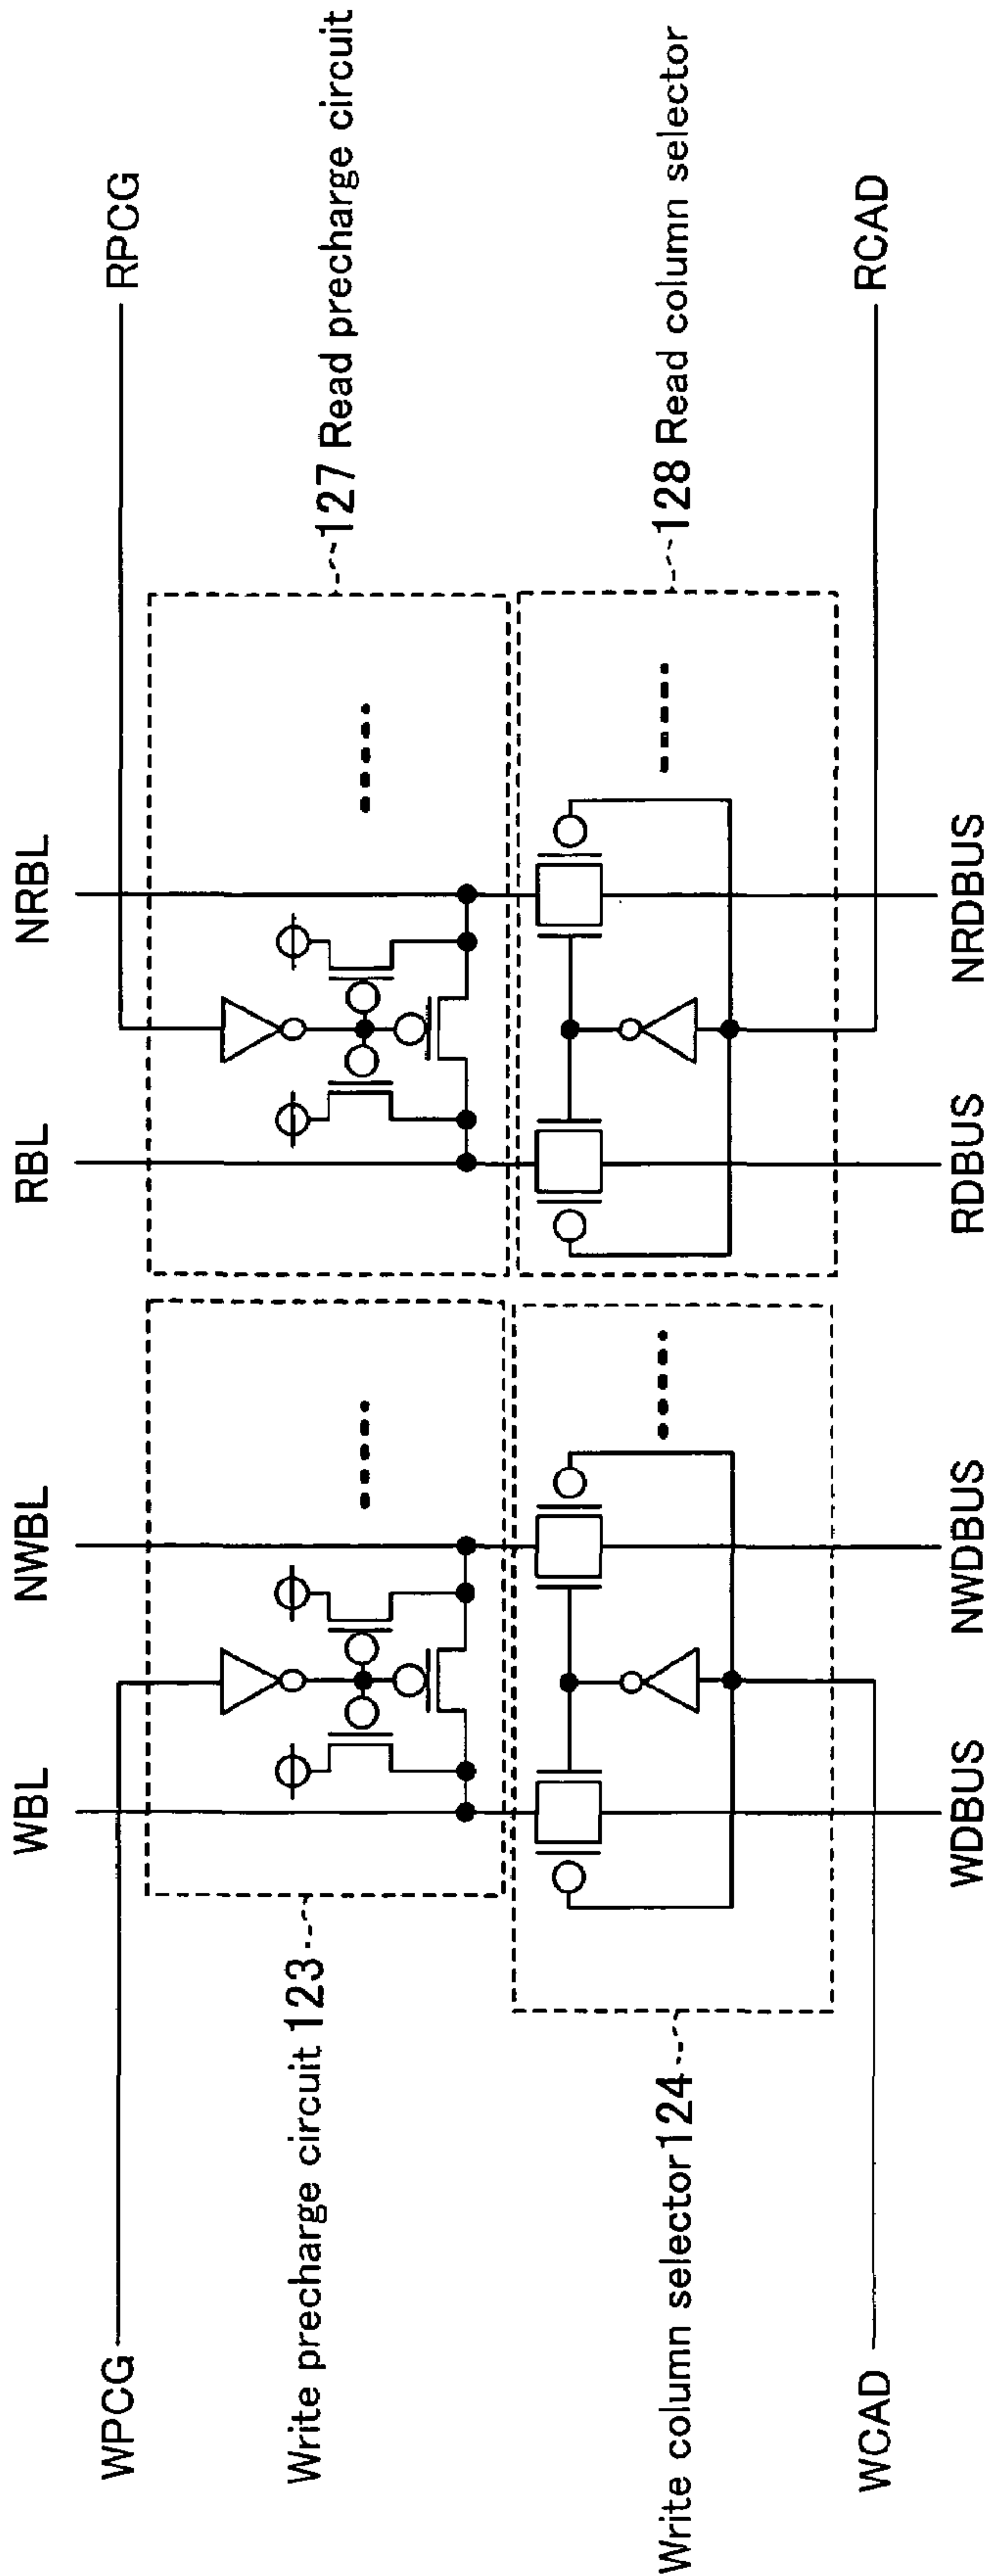 WBL
NWBL
RBL
NRBL
WPCG
RPCG
Write precharge circuit 123
127 Read precharge circuit
Write column selector 124
128 Read column selector
WCAD
RCAD
WDBUS
NWDBUS
RDBUS
NRDBUS